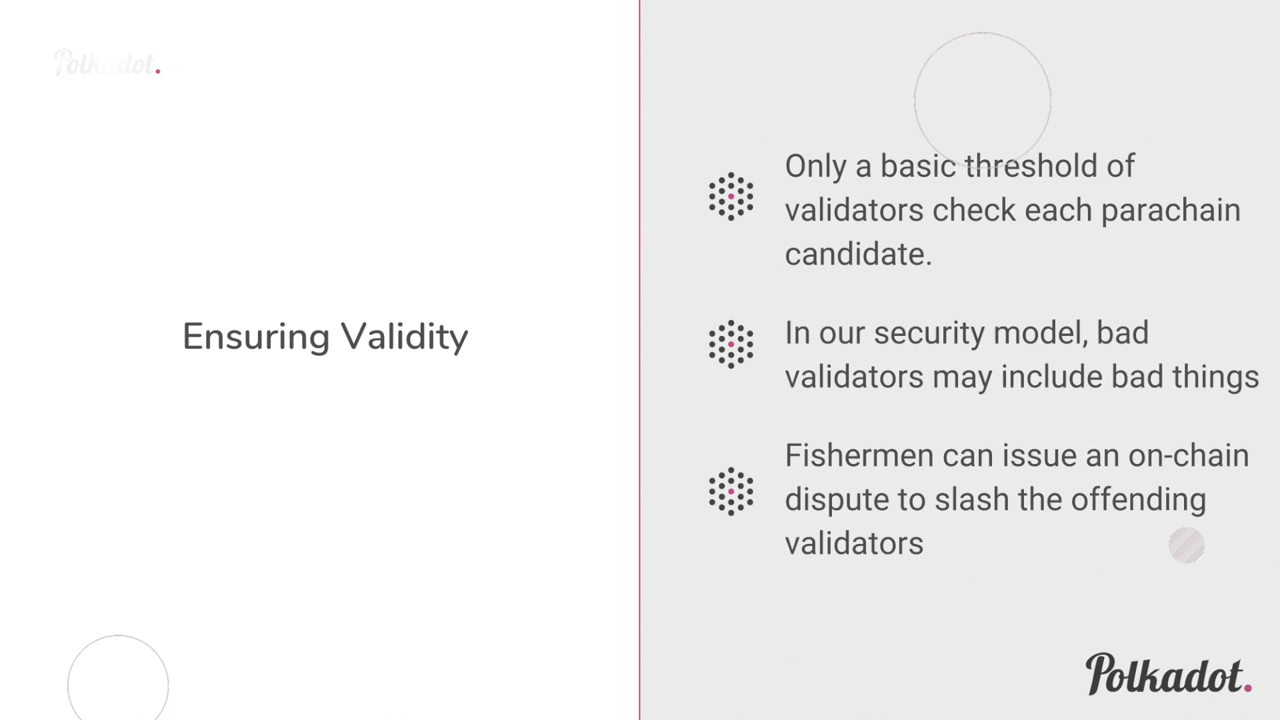 Polkadot.
Ensuring Validity
Only a basic threshold of
validators check each parachain
candidate.
In our security model, bad
validators may include bad things
Fishermen can issue an on-chain
dispute to slash the offending
validators
Polkadot.